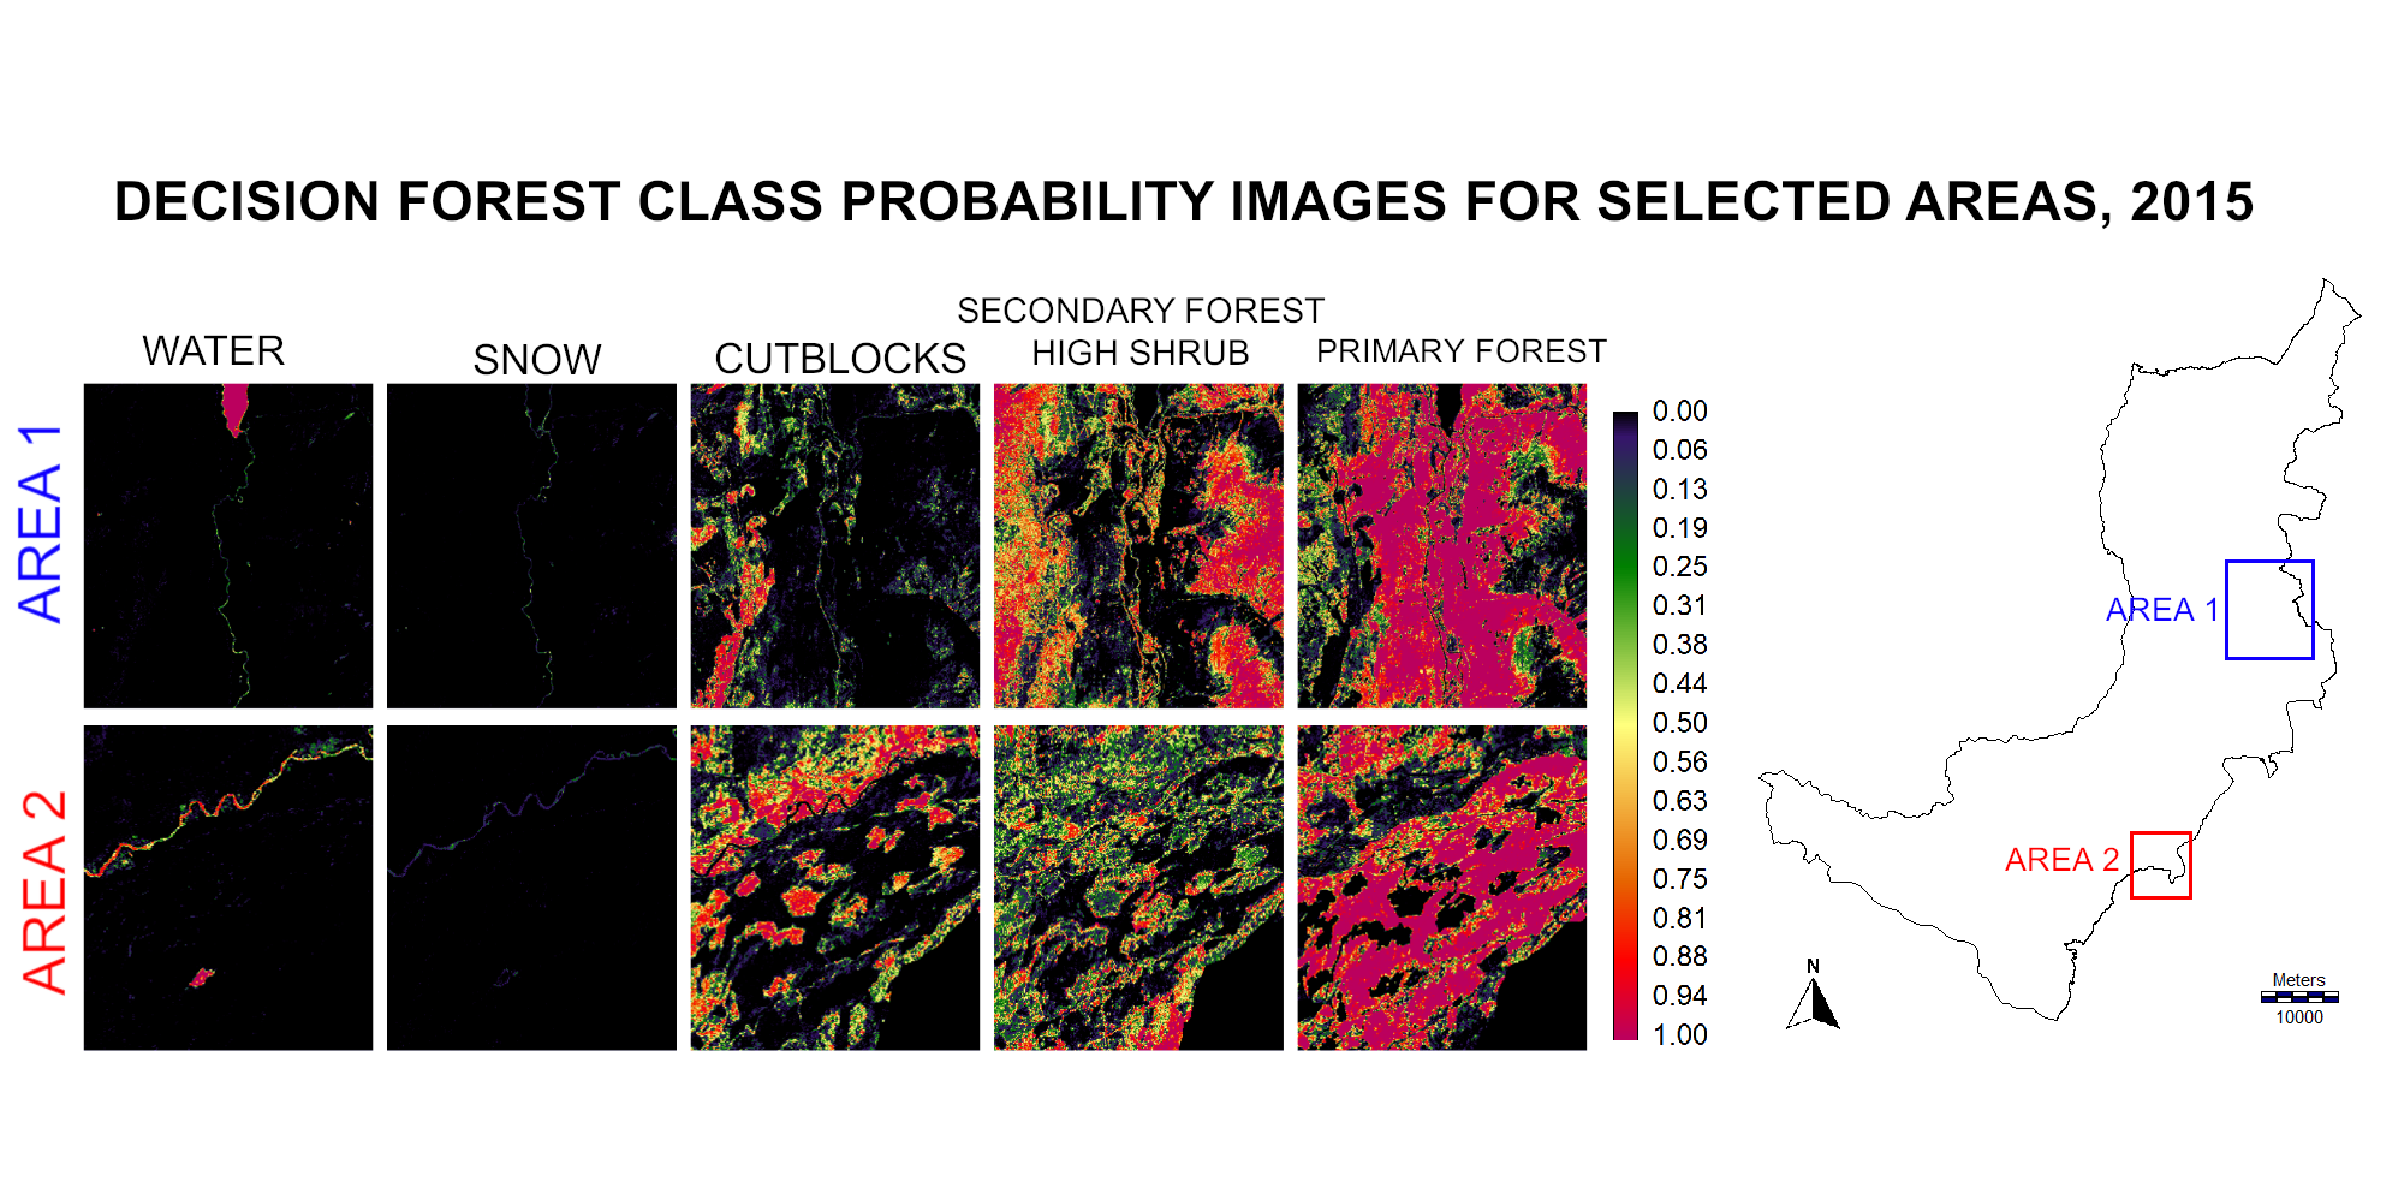 DECISION FOREST CLASS PROBABILITY IMAGES FOR SELECTED AREAS, 2015
WATER
SNOW
CUTBLOCKS
SECONDARY FOREST
HIGH SHRUB
PRIMARY FOREST
AREA 1
AREA 2
0.00
0.06
0.13
0.19
0.25
0.31
0.38
0.44
0.50
0.56
0.63
0.69
0.75
0.81
0.88
0.94
1.00
AREA 1
AREA 2
N
Meters
10000